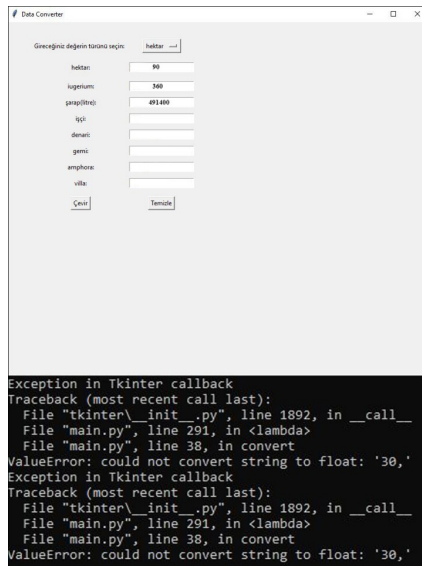 Data Converter
Gireceğiniz değerin türünü seçin: hektar
hektar: 90
iugerium: 360
şarap(litre): 491400
işçi:
denari:
gemi:
amphora:
villa:
Çevir Temizle
Exception in Tkinter callback
Traceback (most recent call last):
  File "tkinter\__init__.py", line 1892, in __call__
  File "main.py", line 291, in <lambda>
  File "main.py", line 38, in convert
ValueError: could not convert string to float: '30,'
Exception in Tkinter callback
Traceback (most recent call last):
  File "tkinter\__init__.py", line 1892, in __call__
  File "main.py", line 291, in <lambda>
  File "main.py", line 38, in convert
ValueError: could not convert string to float: '30,'